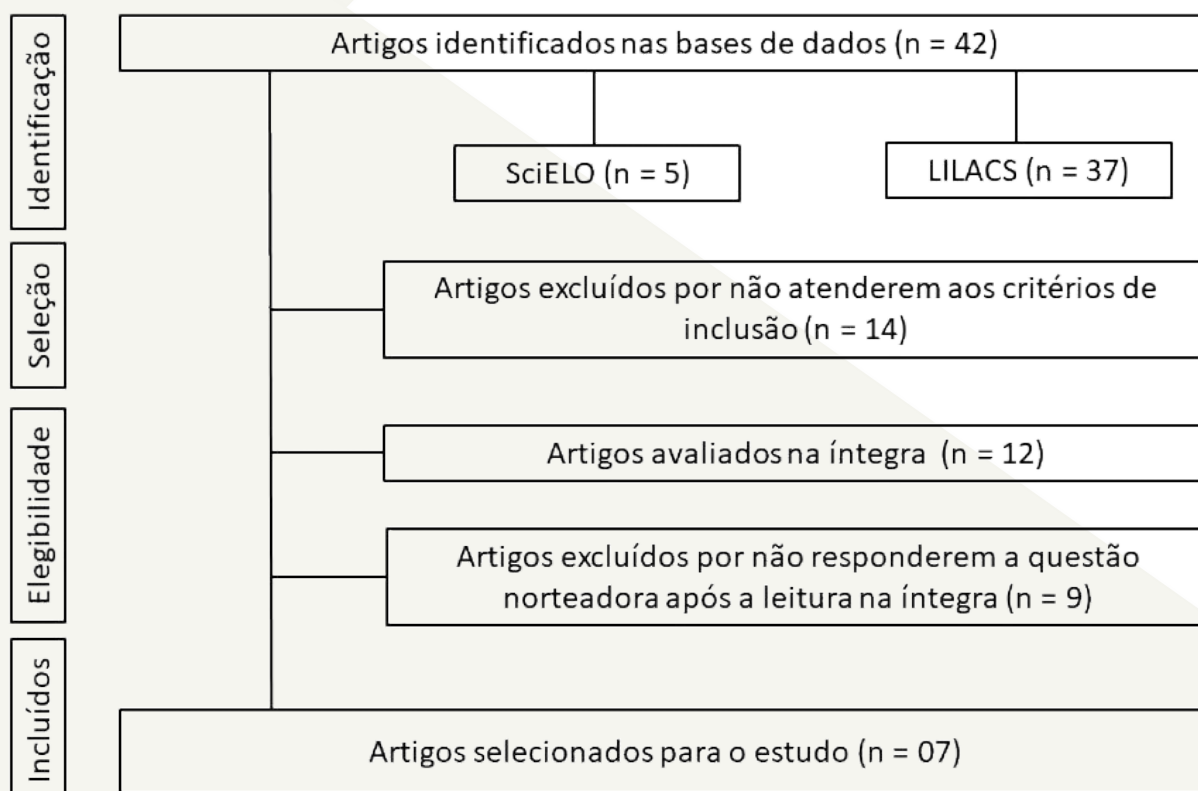 Identificação
Artigos identificados nas bases de dados (n = 42)
SciELO (n = 5)
LILACS (n = 37)
Seleção
Artigos excluídos por não atenderem aos critérios de
inclusão (n = 14)
Elegibilidade
Artigos avaliados na íntegra (n = 12)
Artigos excluídos por não responderem a questão
norteadora após a leitura na íntegra (n = 9)
Incluídos
Artigos selecionados para o estudo (n = 07)